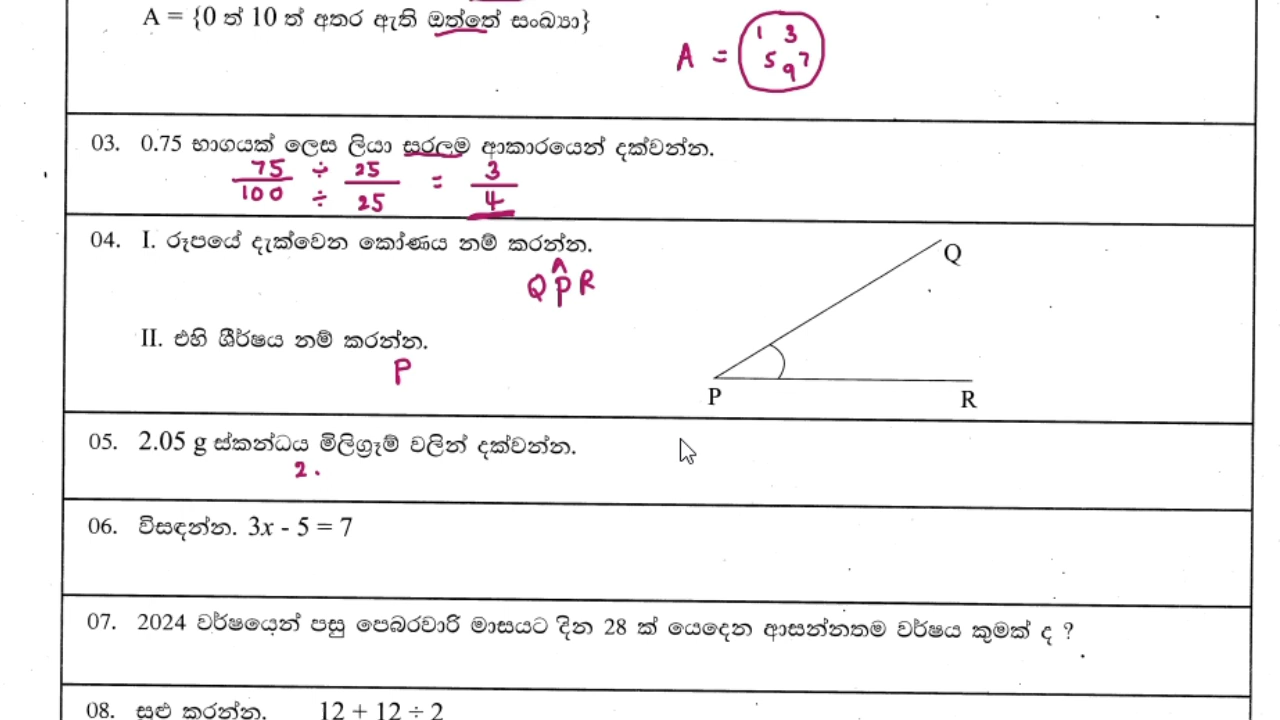 A = {0 ත් 10 ත් අතර ඇති ඔත්තේ සංඛ්‍යා}
A = 1 3 5 7 9
03. 0.75 භාගයක් ලෙස ලියා සරලම ආකාරයෙන් දක්වන්න.
75/100 ÷ 25/÷ 25 = 3/4
04. I. රූපයේ දැක්වෙන කෝණය නම් කරන්න.
Q
QP̂R
II. එහි ශීර්ෂය නම් කරන්න.
P
P R
05. 2.05 g ස්කන්ධය මිලිග්‍රෑම් වලින් දක්වන්න.
2.
06. විසඳන්න. 3x - 5 = 7
07. 2024 වර්ෂයෙන් පසු පෙබරවාරි මාසයට දින 28 ක් යෙදෙන ආසන්නතම වර්ෂය කුමක් ද ?
08. සුළු කරන්න. 12 + 12 ÷ 2